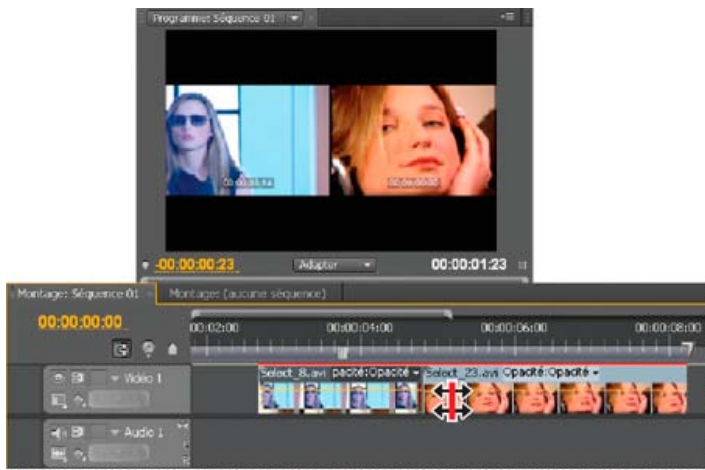 Programme: Séquence 01
-00:00:00:23
Adapter
00:00:01:23
Montage: Séquence 01
Montage: (aucune séquence)
00:00:00:00
00:02:00
00:00:04:00
00:00:06:00
00:00:08:00
Select_8.avi pacité:Opacité
Select_23.avi Opacité:Opacité
Vidéo 1
Audio 1